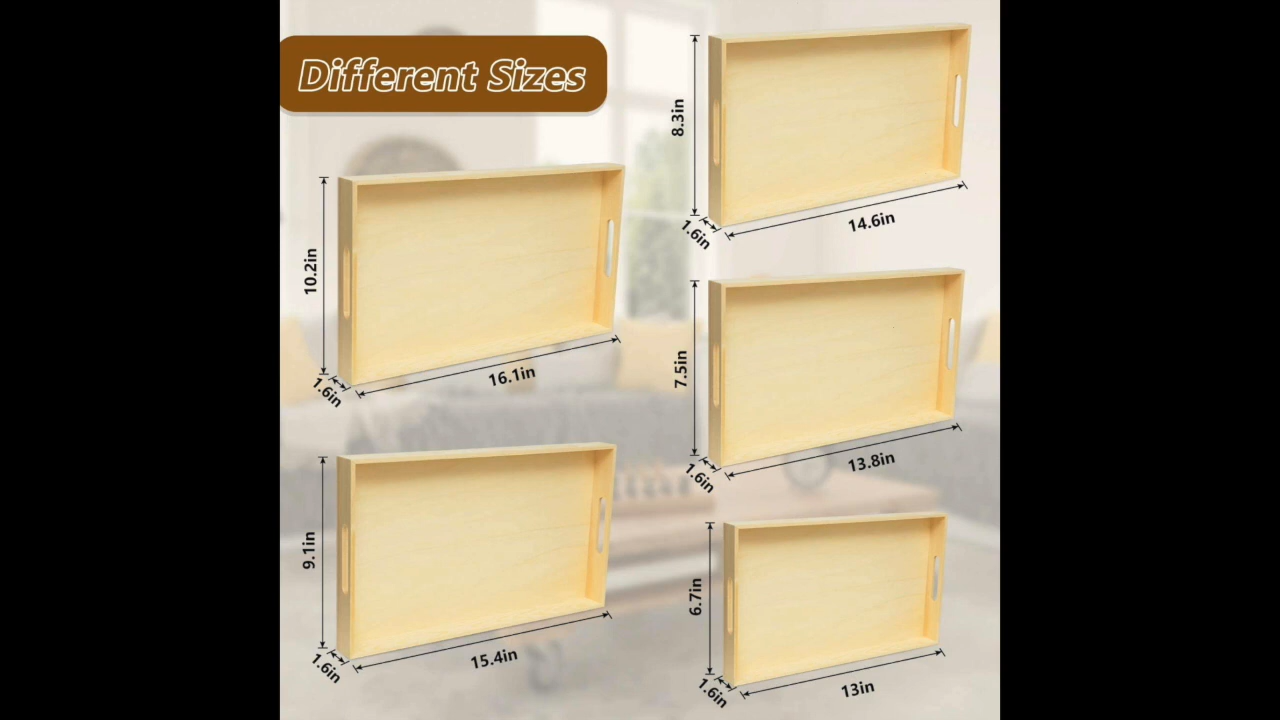 Different Sizes
8.3in
1.6in
14.6in
10.2in
1.6in
16.1in
7.5in
1.6in
13.8in
9.1in
1.6in
15.4in
6.7in
1.6in
13in